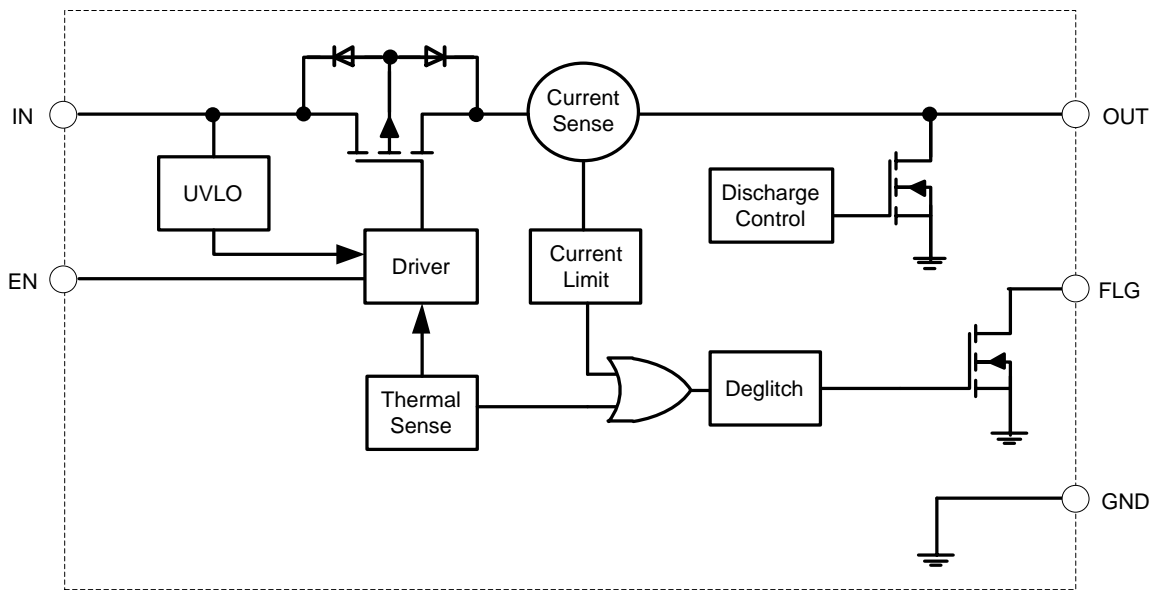 IN
Current
Sense
OUT
UVLO
Discharge
Control
EN
Driver
Current
Limit
FLG
Thermal
Sense
Deglitch
GND